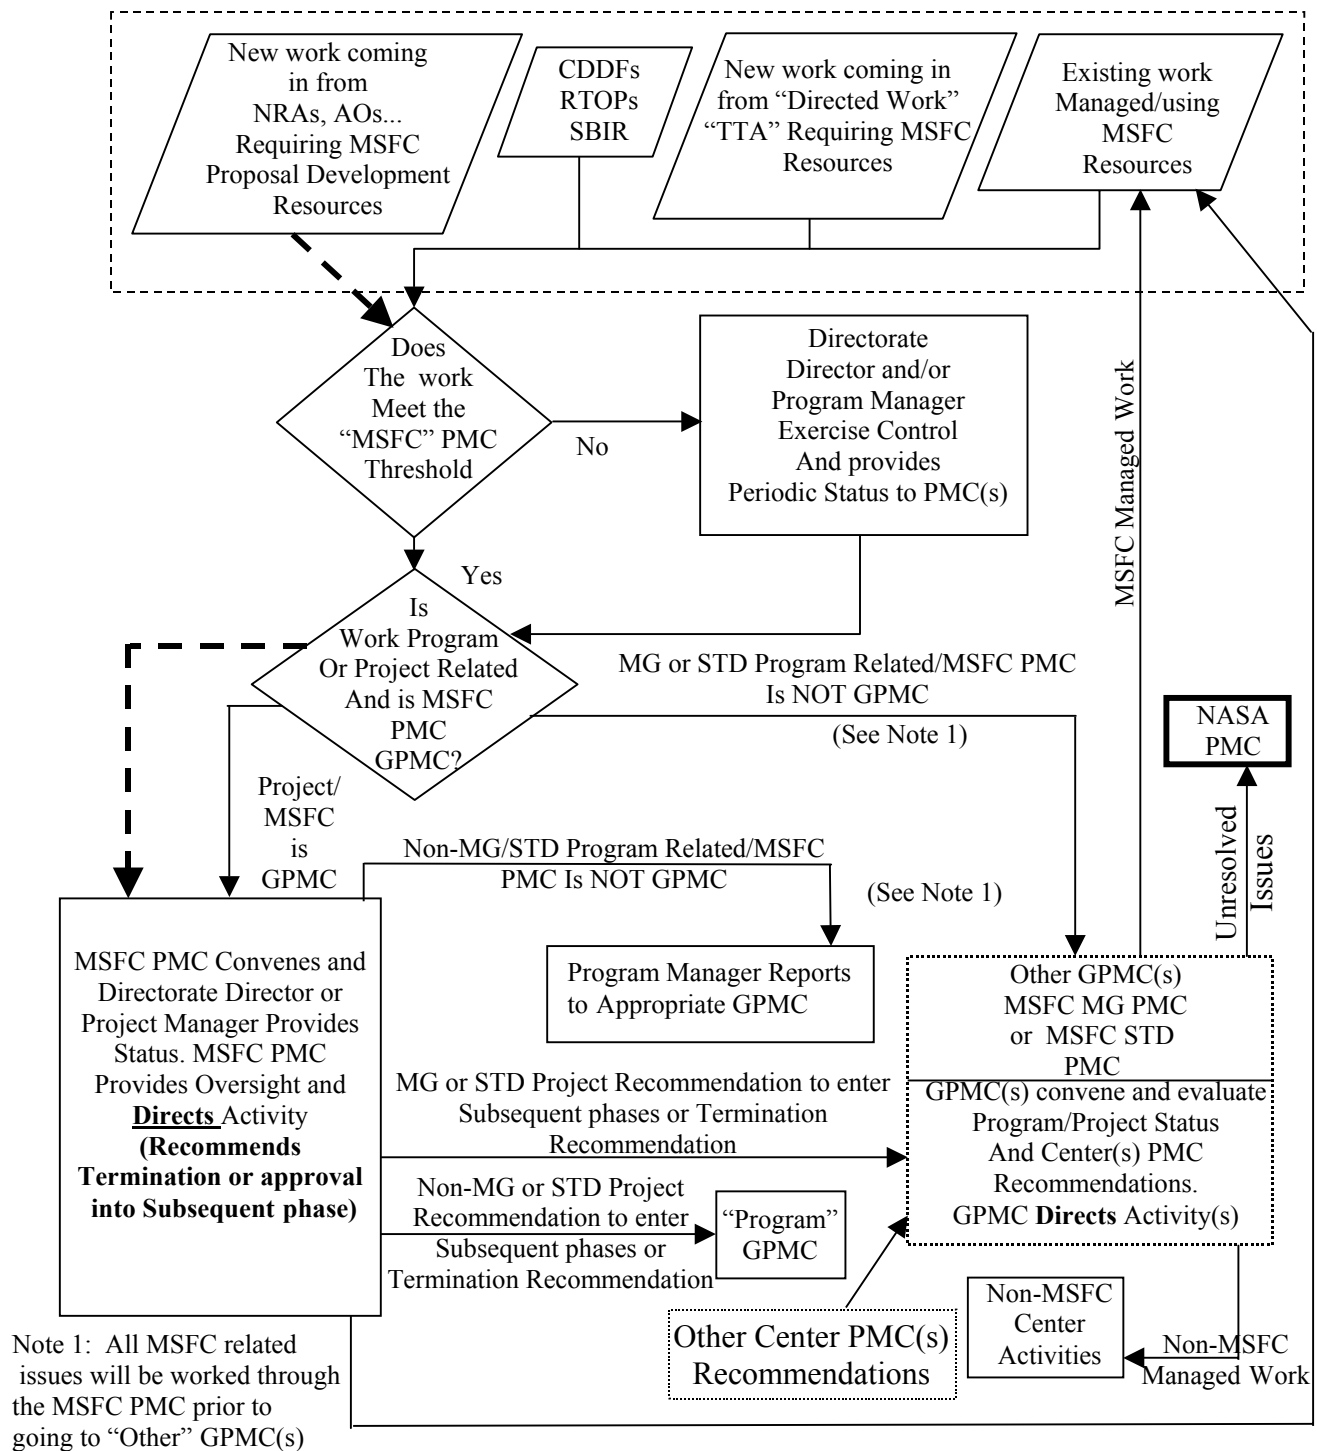 New work coming
in from
NRAs, AOs...
Requiring MSFC
Proposal Development
Resources
CDDFs
RTOPs
SBIR
New work coming in
from “Directed Work”
“TTA” Requiring MSFC
Resources
Existing work
Managed/using
MSFC
Resources
Does
The work
Meet the
“MSFC” PMC
Threshold
No
Directorate
Director and/or
Program Manager
Exercise Control
And provides
Periodic Status to PMC(s)
MSFC Managed Work
Yes
Is
Work Program
Or Project Related
And is MSFC
PMC
GPMC?
MG or STD Program Related/MSFC PMC
Is NOT GPMC
(See Note 1)
NASA
PMC
Unresolved
Issues
Project/
MSFC
is
GPMC
Non-MG/STD Program Related/MSFC
PMC Is NOT GPMC
(See Note 1)
Program Manager Reports
to Appropriate GPMC
MSFC PMC Convenes and
Directorate Director or
Project Manager Provides
Status. MSFC PMC
Provides Oversight and
Directs Activity
(Recommends
Termination or approval
into Subsequent phase)
Other GPMC(s)
MSFC MG PMC
or MSFC STD
PMC
GPMC(s) convene and evaluate
Program/Project Status
And Center(s) PMC
Recommendations.
GPMC Directs Activity(s)
MG or STD Project Recommendation to enter
Subsequent phases or Termination
Recommendation
Non-MG or STD Project
Recommendation to enter
Subsequent phases or
Termination Recommendation
“Program”
GPMC
Other Center PMC(s)
Recommendations
Non-MSFC
Center
Activities
Non-MSFC
Managed Work
Note 1: All MSFC related
issues will be worked through
the MSFC PMC prior to
going to “Other” GPMC(s)